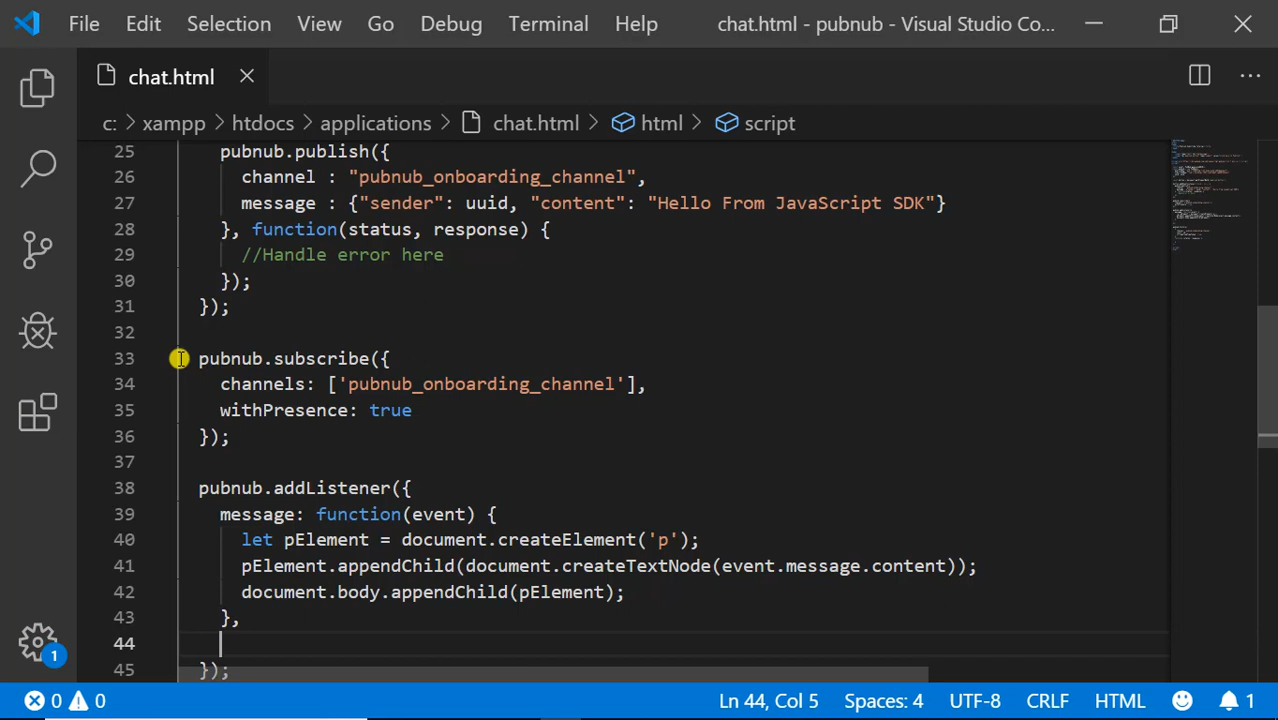 File Edit Selection View Go Debug Terminal Help chat.html - pubnub - Visual Studio Co...
chat.html
c: > xampp > htdocs > applications > chat.html > html > script
25 pubnub.publish({
26 channel : "pubnub_onboarding_channel",
27 message : {"sender": uuid, "content": "Hello From JavaScript SDK"}
28 }, function(status, response) {
29 //Handle error here
30 });
31 });
32
33 pubnub.subscribe({
34 channels: ['pubnub_onboarding_channel'],
35 withPresence: true
36 });
37
38 pubnub.addListener({
39 message: function(event) {
40 let pElement = document.createElement('p');
41 pElement.appendChild(document.createTextNode(event.message.content));
42 document.body.appendChild(pElement);
43 },
44
45 });
1
0 0 Ln 44, Col 5 Spaces: 4 UTF-8 CRLF HTML 1